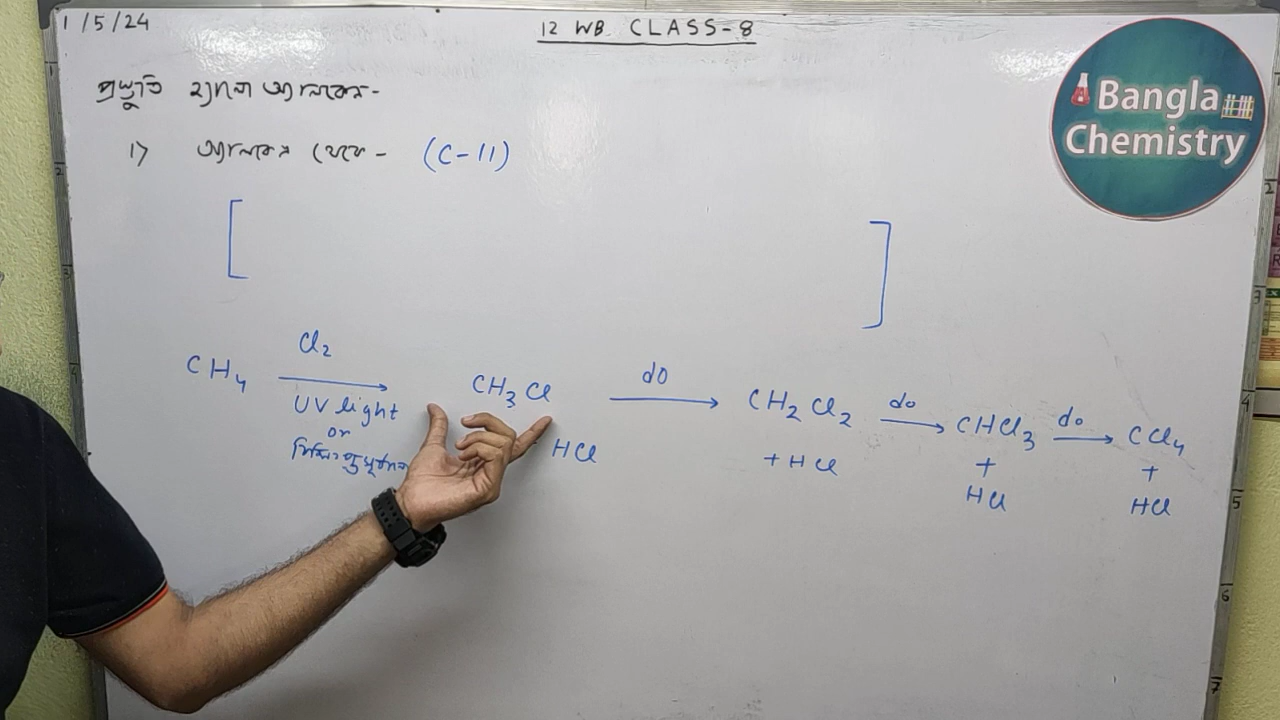 1/5/24
12 WB CLASS-8
Bangla
Chemistry
প্রস্তুতি হ্যালো অ্যালকেন-
1) অ্যালকেন থেকে- (C-11)
[ ]
CH₄ Cl₂ → UV light or CH₃Cl HCl
do → CH₂Cl₂ + HCl
do → CHCl₃ + HCl
do → CCl₄ + HCl